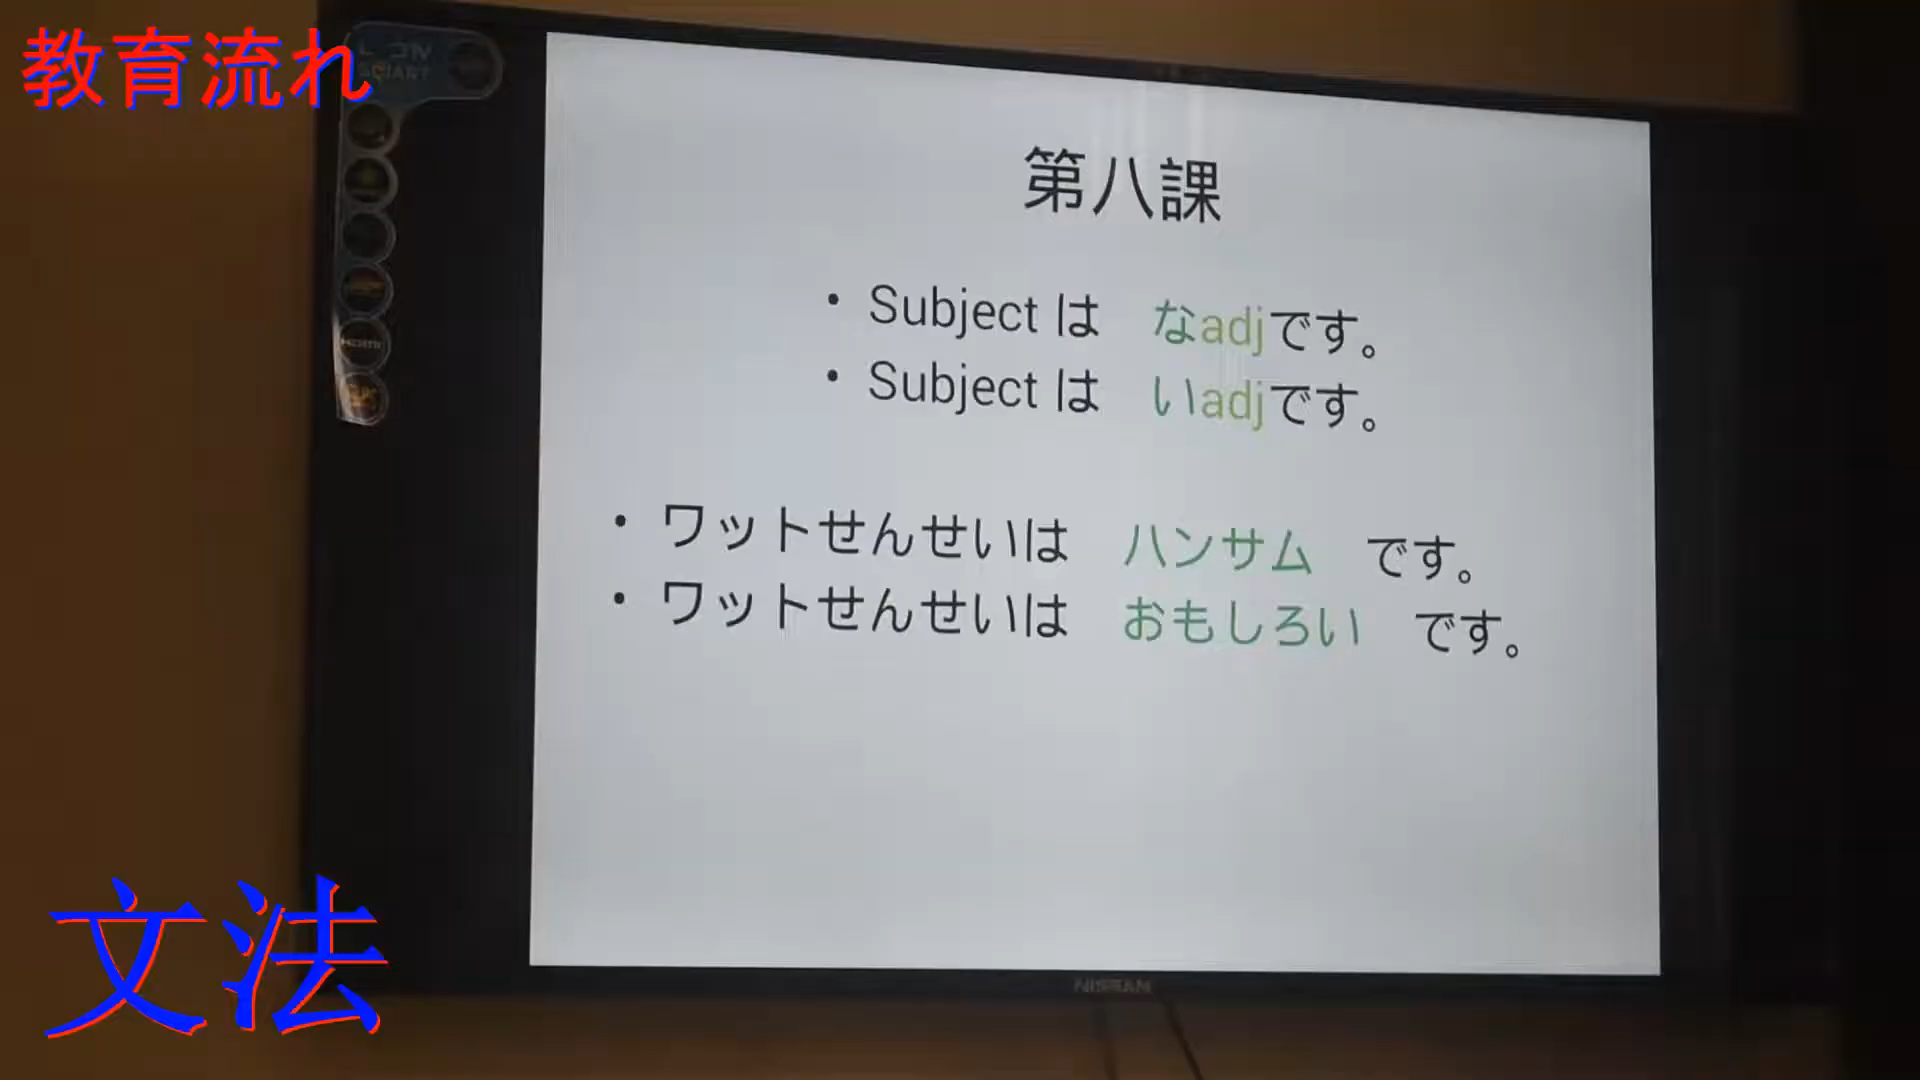 教育流れ
第八課
• Subject は なadjです。
• Subject は いadjです。
• ワットせんせいは ハンサム です。
• ワットせんせいは おもしろい です。
文法